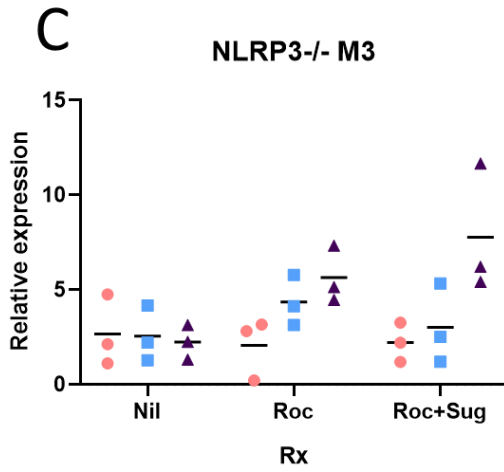 C
NLRP3-/- M3
Relative expression
15
10
5
0
Nil
Roc
Roc+Sug
Rx